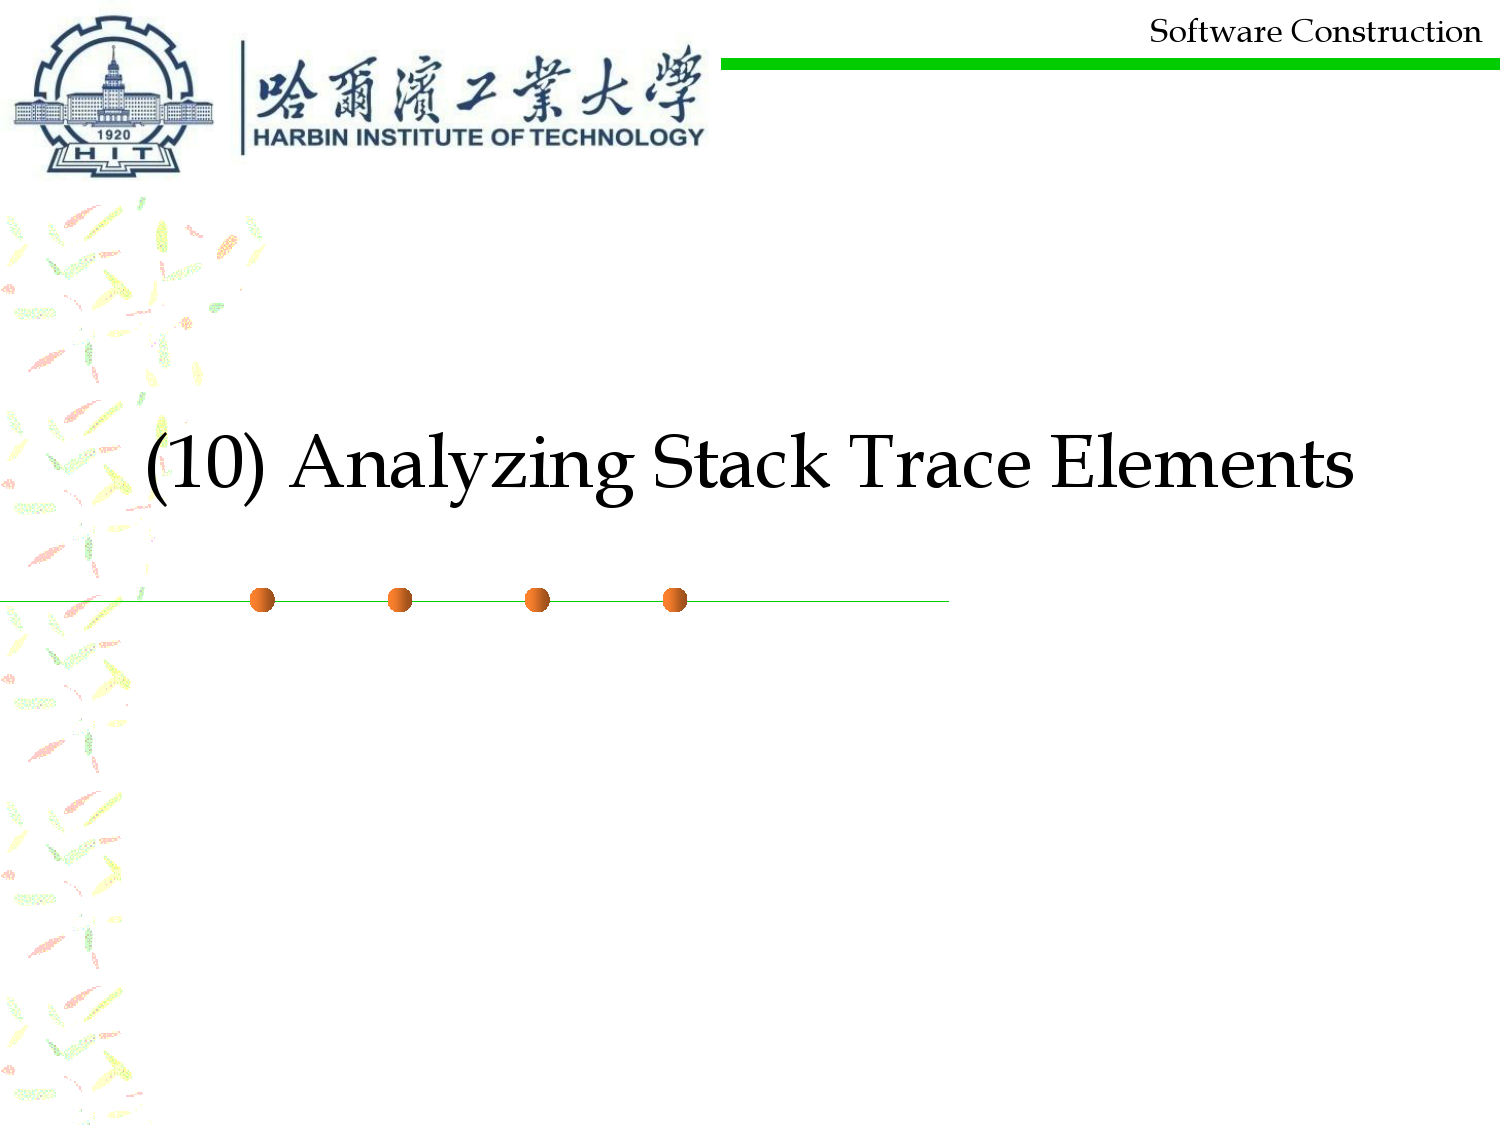 Software Construction
哈爾濱工業大學
HARBIN INSTITUTE OF TECHNOLOGY
1920
HIT
(10) Analyzing Stack Trace Elements